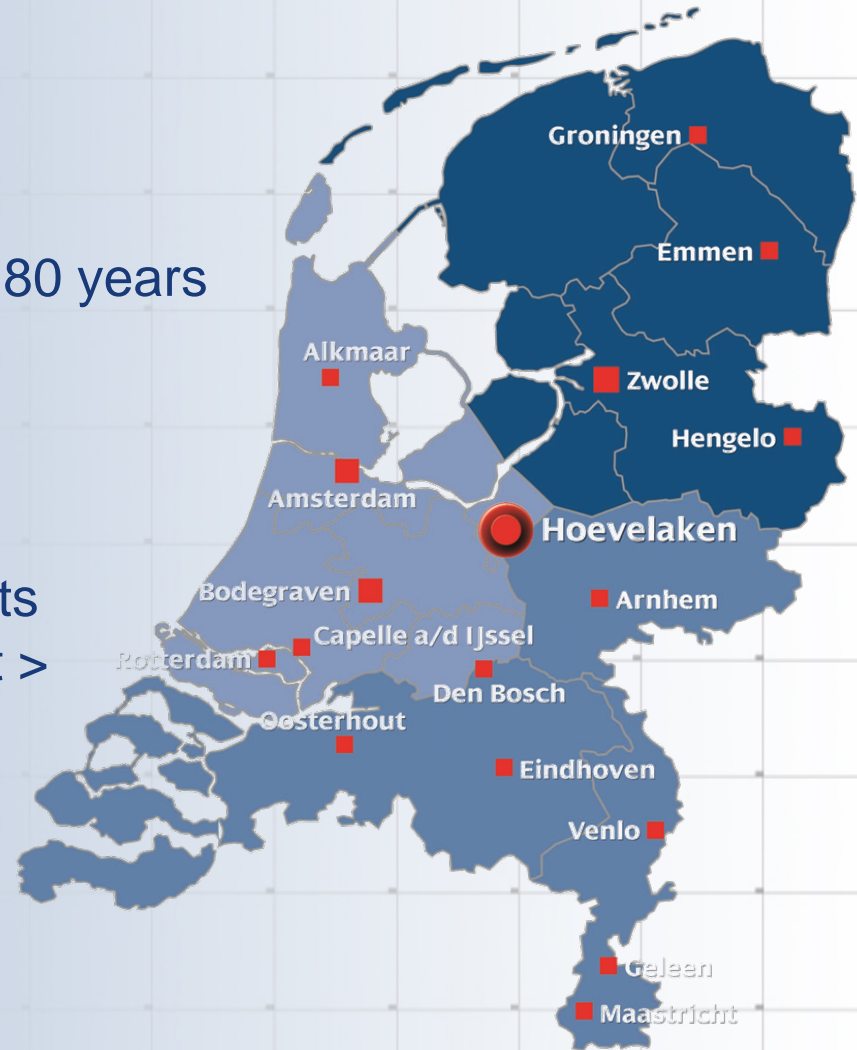 Groningen
Emmen
80 years
Alkmaar
Zwolle
Hengelo
Amsterdam
Hoevelaken
Bodegraven
ts
Arnhem
Capelle a/d IJssel
Rotterdam
>
Den Bosch
Oosterhout
Eindhoven
Venlo
Geleen
Maastricht